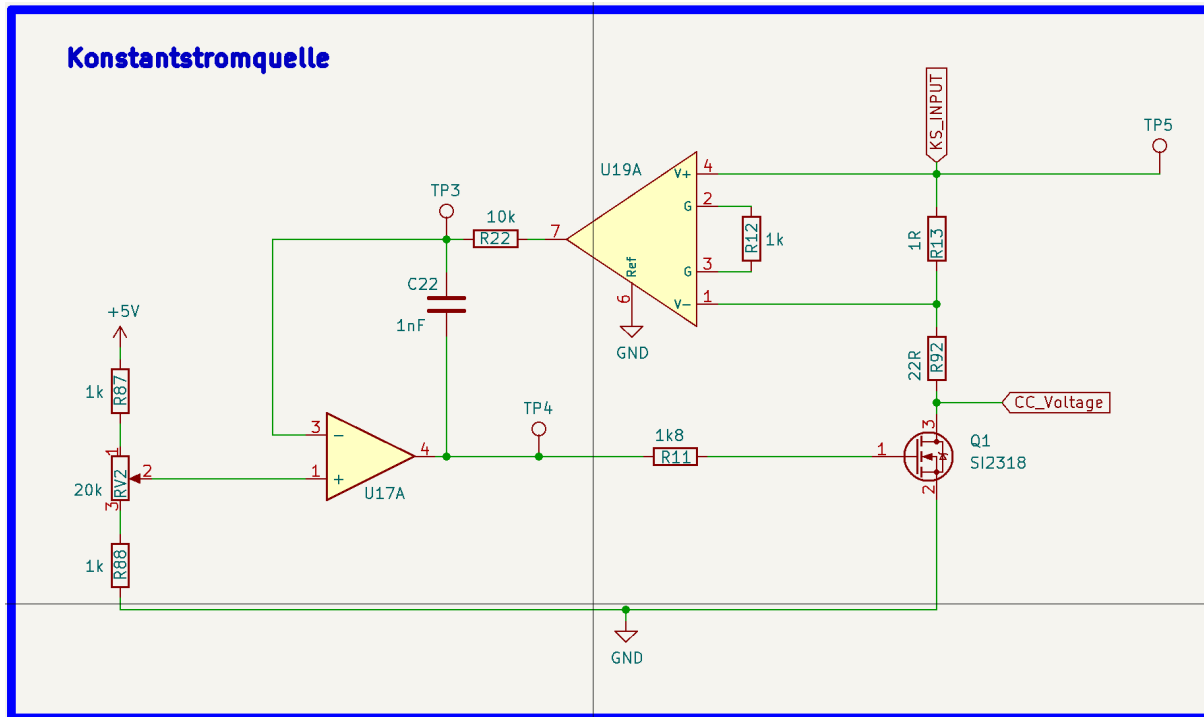 Konstantstromquelle
KS_INPUT
TP5
U19A
V+
4
TP3
G
2
10k
R22
7
R12
1k
1R
R13
Ref
6
G
3
C22
1nF
V-
1
GND
+5V
22R
R92
1k
R87
CC_Voltage
TP4
3
-
4
1k8
R11
1
3
Q1
SI2318
2
1
20k
RV2
2
3
1
+
U17A
1k
R88
GND